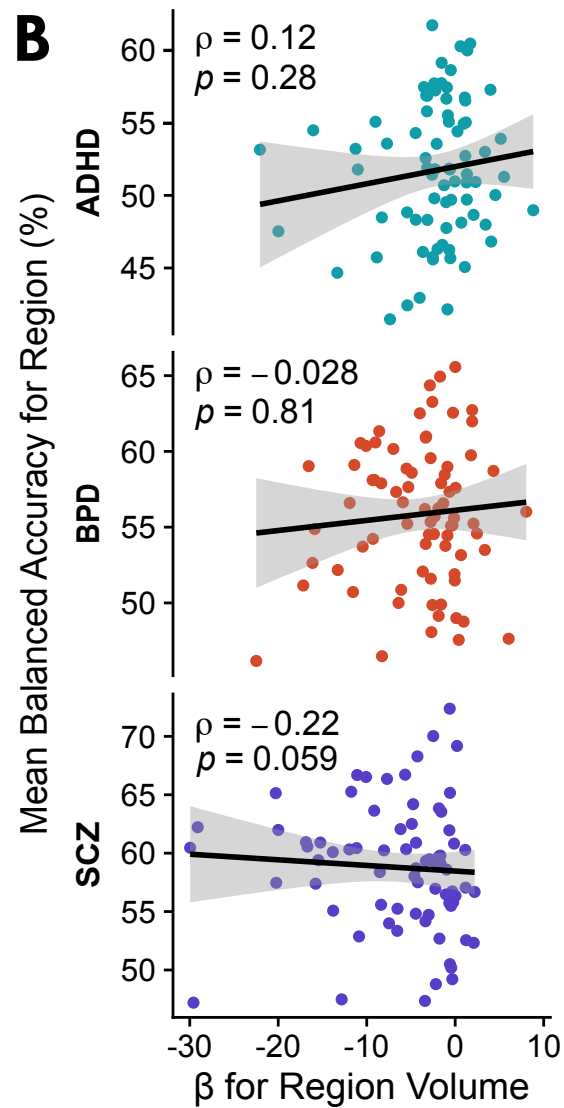 B
Mean Balanced Accuracy for Region (%)
ADHD
ρ = 0.12
p = 0.28
60
55
50
45
BPD
ρ = −0.028
p = 0.81
65
60
55
50
SCZ
ρ = −0.22
p = 0.059
70
65
60
55
50
-30 -20 -10 0 10
β for Region Volume